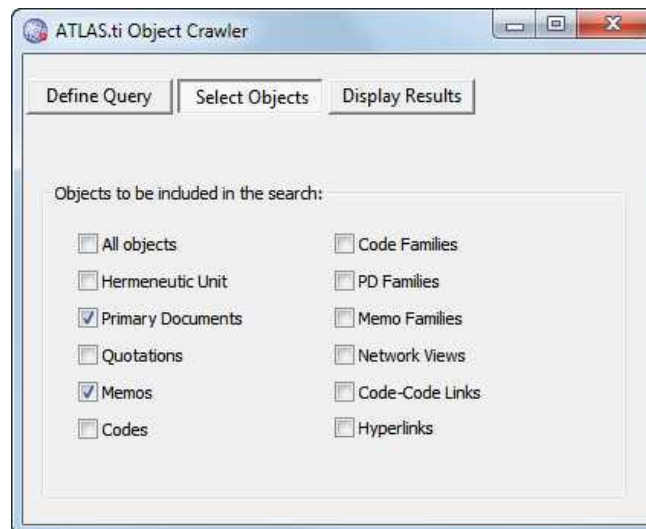 ATLAS.ti Object Crawler
Define Query Select Objects Display Results
Objects to be included in the search:
All objects
Hermeneutic Unit
Primary Documents
Quotations
Memos
Codes
Code Families
PD Families
Memo Families
Network Views
Code-Code Links
Hyperlinks